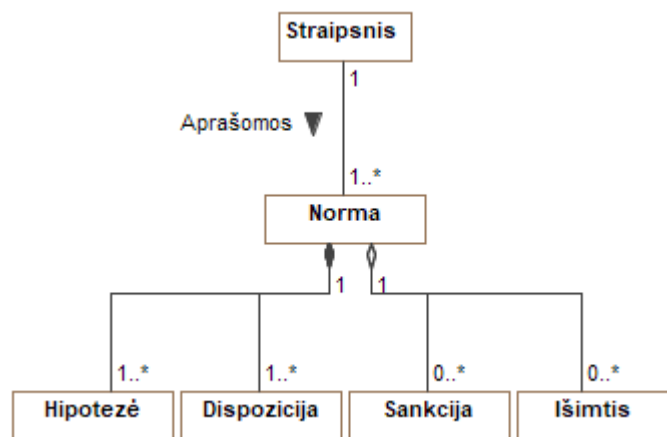 Straipsnis
1
Aprašomos
1..*
Norma
1 1
1..* 1..* 0..* 0..*
Hipotezė Dispozicija Sankcija Išimtis